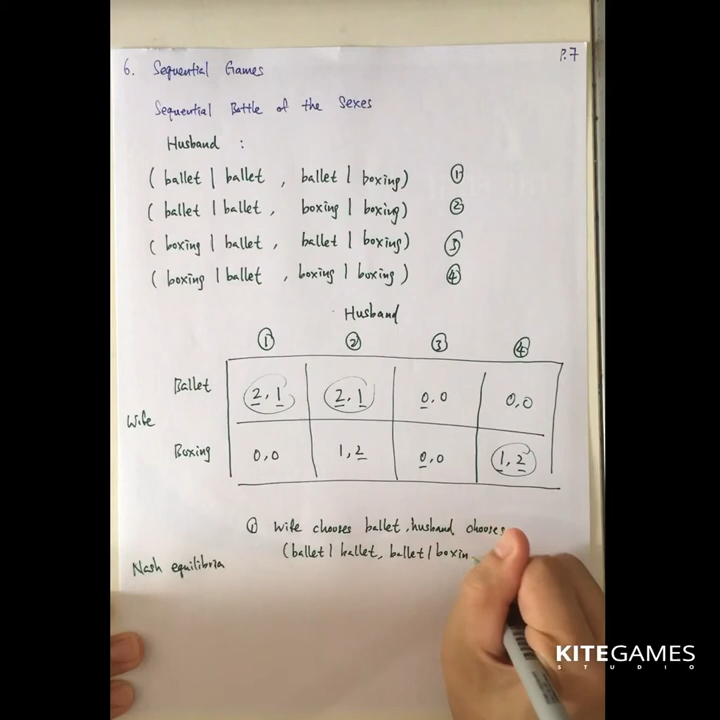 P.7
6. Sequential Games
Sequential Battle of the Sexes
Husband :
(ballet | ballet, ballet | boxing) ①
(ballet | ballet, boxing | boxing) ②
(boxing | ballet, ballet | boxing) ③
(boxing | ballet, boxing | boxing) ④
Husband
① ② ③ ④
Ballet 2,1 2,1 0,0 0,0
Wife
Boxing 0,0 1,2 0,0 1,2
① Wife chooses ballet, husband chooses
(ballet | ballet, ballet | boxin
Nash equilibria
KITEGAMES
STUDIO